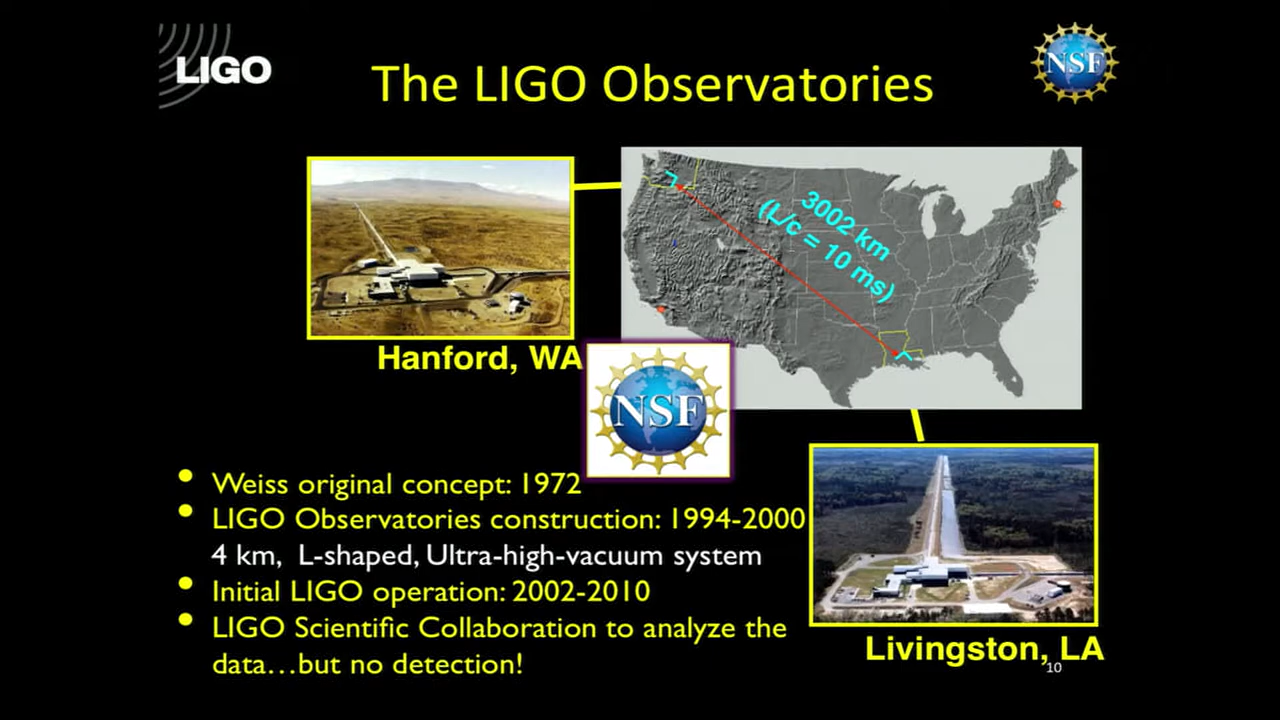 LIGO
NSF
The LIGO Observatories
3002 km
(L/c = 10 ms)
Hanford, WA
NSF
• Weiss original concept: 1972
• LIGO Observatories construction: 1994-2000
4 km, L-shaped, Ultra-high-vacuum system
• Initial LIGO operation: 2002-2010
• LIGO Scientific Collaboration to analyze the
data…but no detection!
Livingston, LA
10